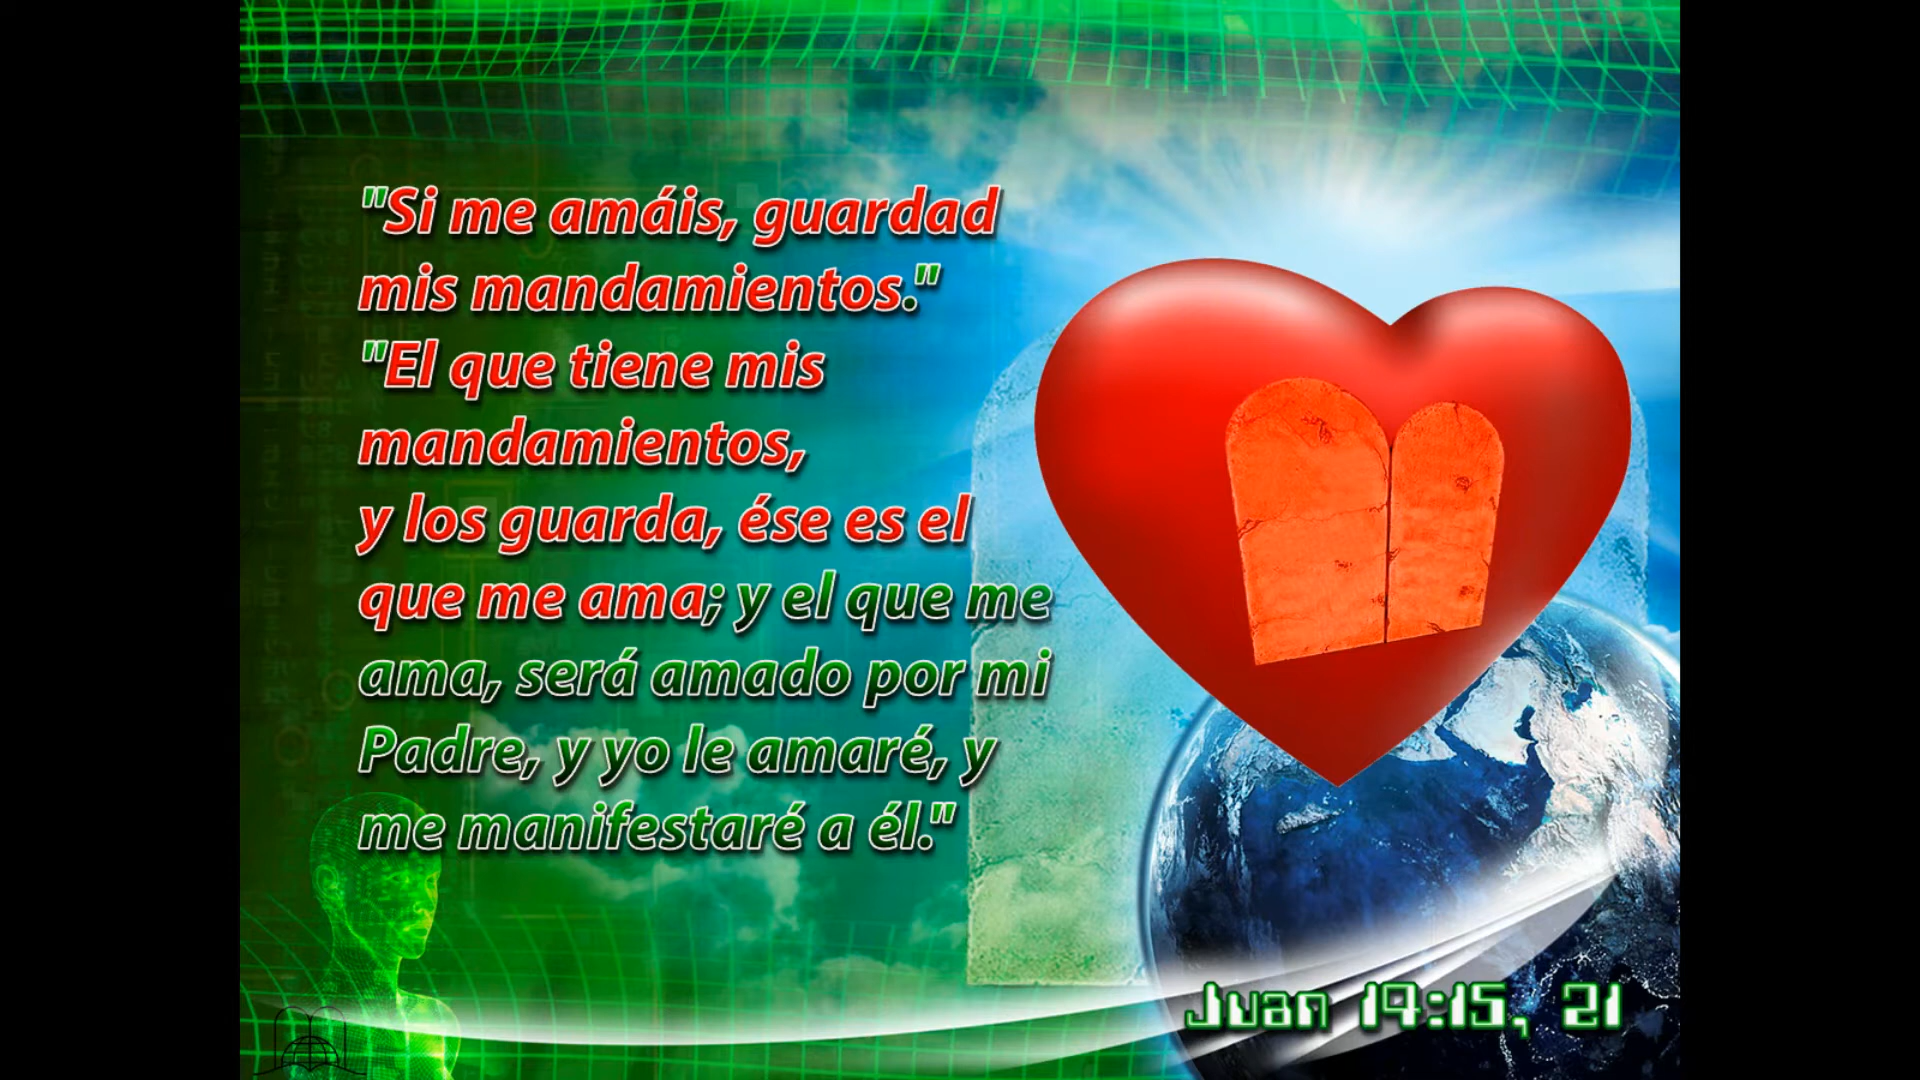 "Si me amáis, guardad
mis mandamientos."
"El que tiene mis
mandamientos,
y los guarda, ése es el
que me ama; y el que me
ama, será amado por mi
Padre, y yo le amaré, y
me manifestaré a él."
Juan 14:15, 21